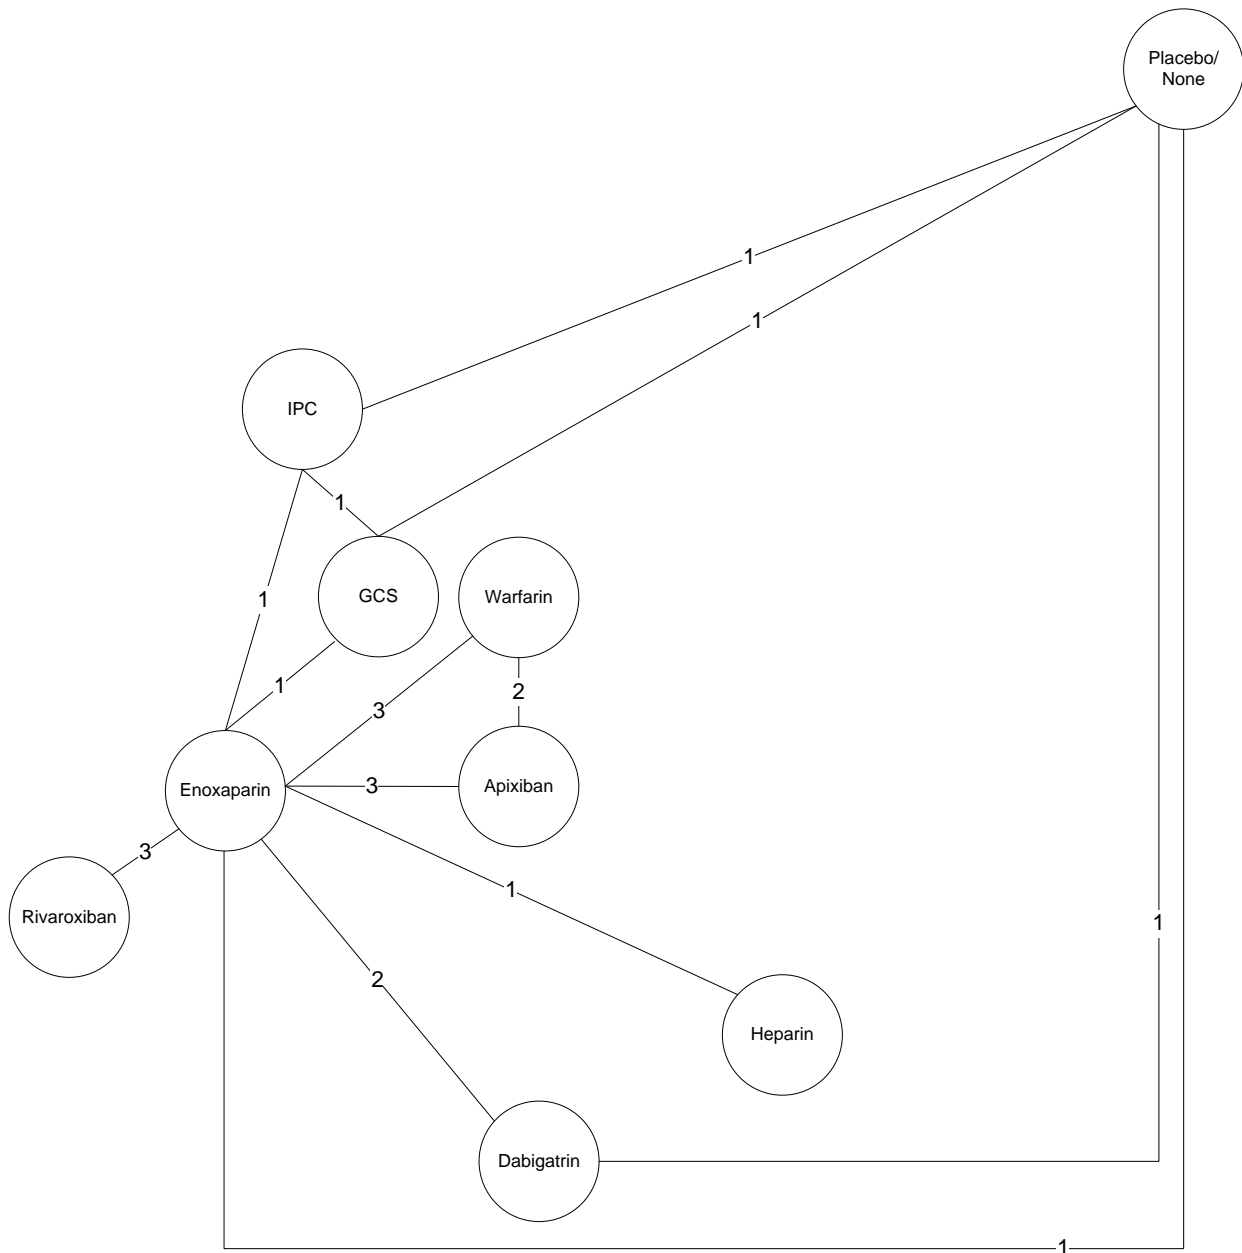 Placebo/
None
1
1
IPC
1
1
GCS
Warfarin
1
2
3
Enoxaparin
3
Apixiban
3
1
Rivaroxiban
1
2
Heparin
Dabigatrin
1